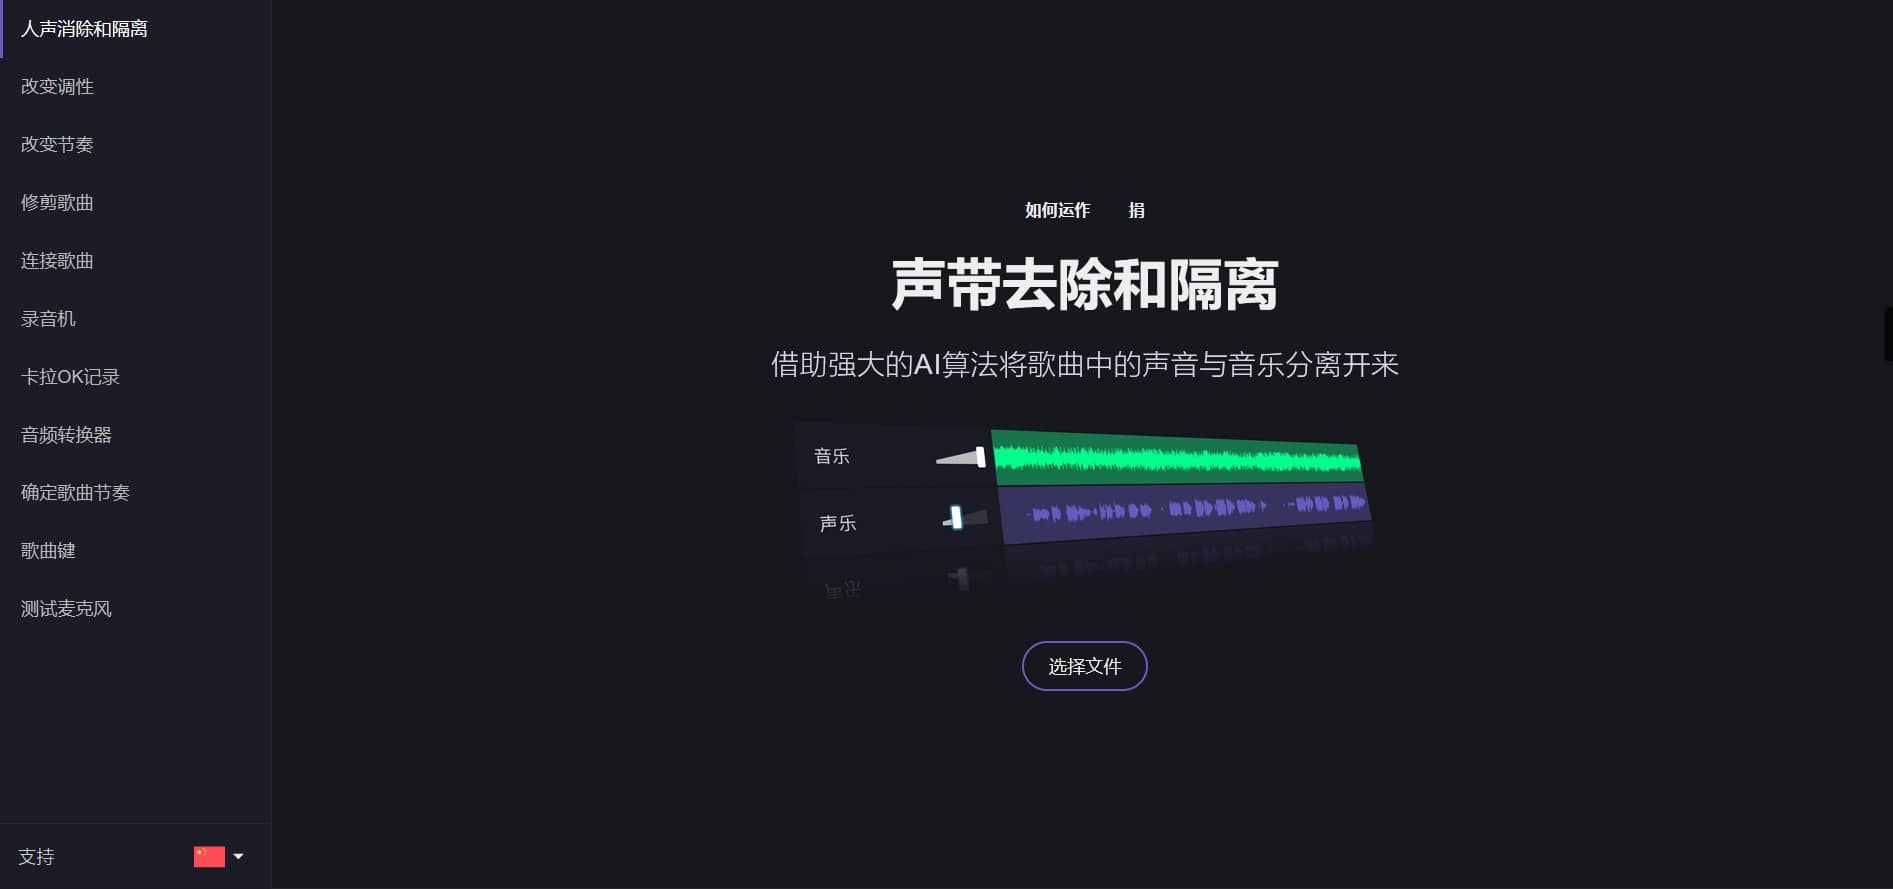 人声消除和隔离
改变调性
改变节奏
修剪歌曲
连接歌曲
录音机
卡拉OK记录
音频转换器
确定歌曲节奏
歌曲键
测试麦克风
支持
如何运作 捐
声带去除和隔离
借助强大的AI算法将歌曲中的声音与音乐分离开来
音乐
声乐
选择文件